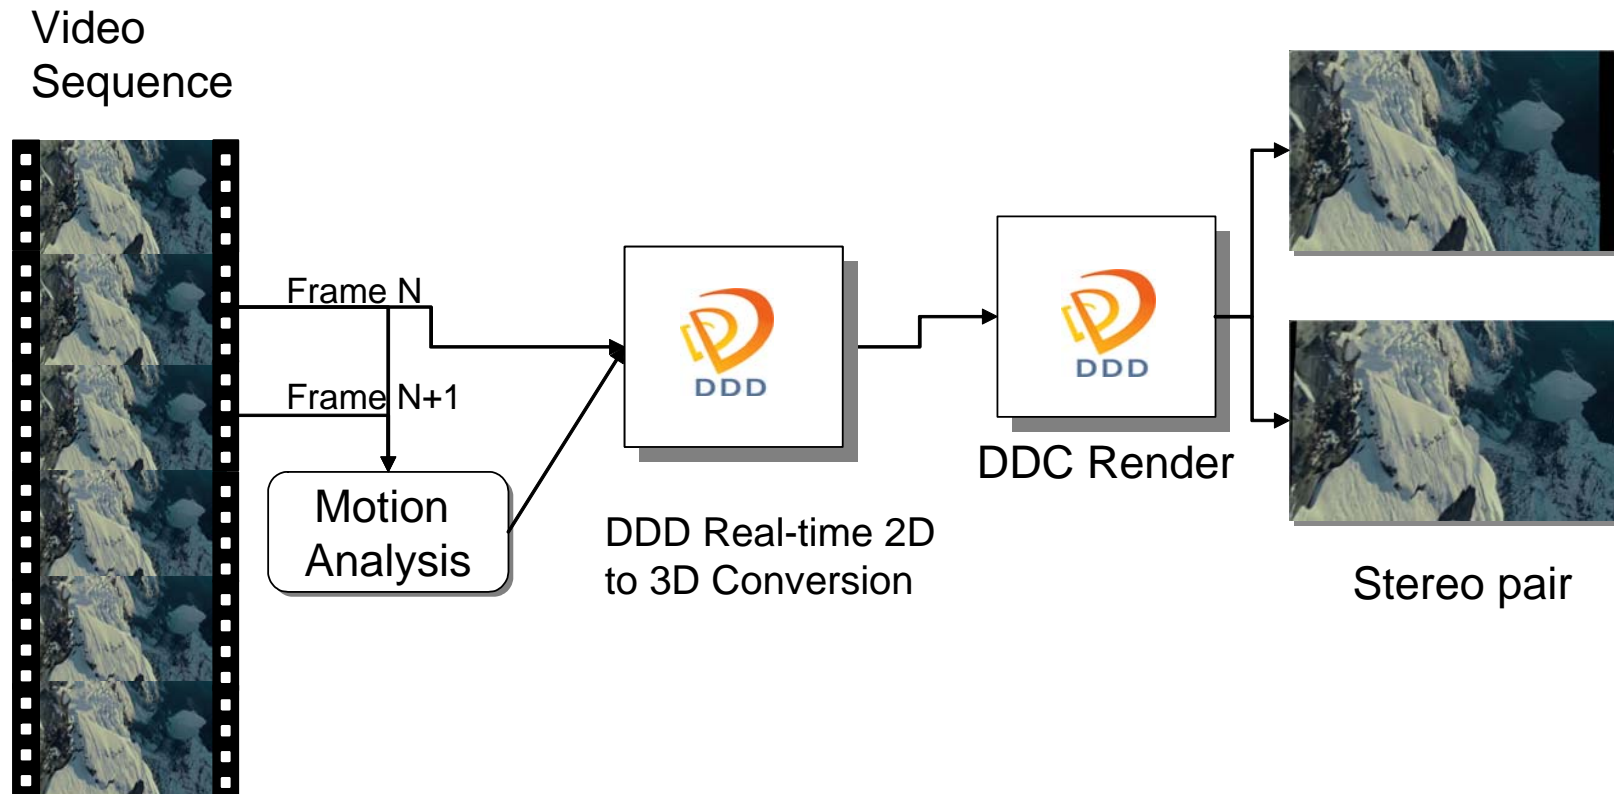 Video
Sequence
Frame N
Frame N+1
Motion
Analysis
DDD
DDD Real-time 2D
to 3D Conversion
DDD
DDC Render
Stereo pair